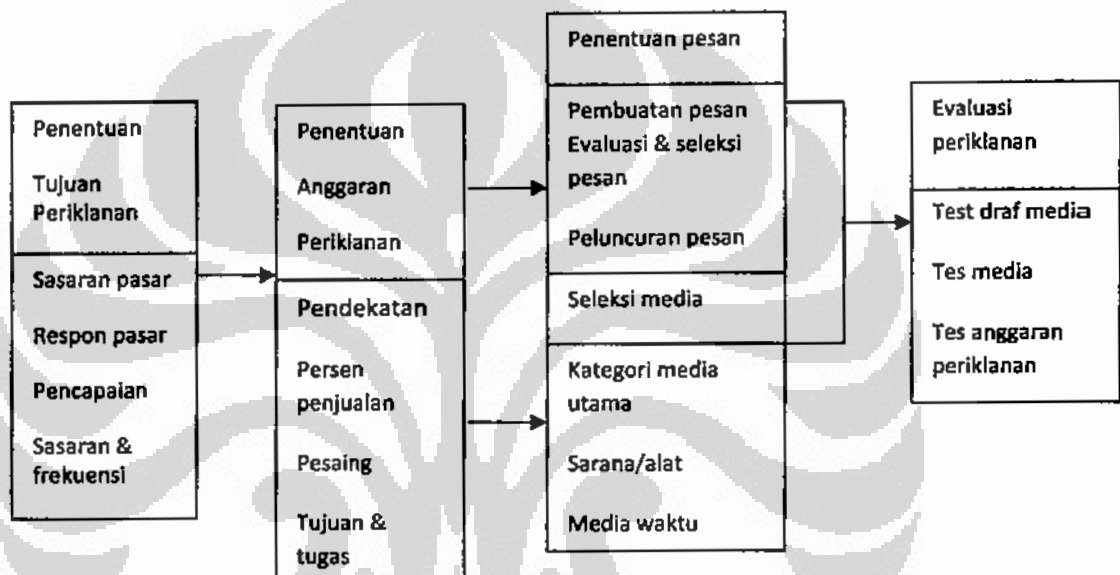 Penentuan
Tujuan
Periklanan
Sasaran pasar
Respon pasar
Pencapaian
Sasaran &
frekuensi
Penentuan
Anggaran
Periklanan
Pendekatan
Persen
penjualan
Pesaing
Tujuan &
tugas
Penentuan pesan
Pembuatan pesan
Evaluasi & seleksi
pesan
Peluncuran pesan
Seleksi media
Kategori media
utama
Sarana/alat
Media waktu
Evaluasi
periklanan
Test draf media
Tes media
Tes anggaran
periklanan